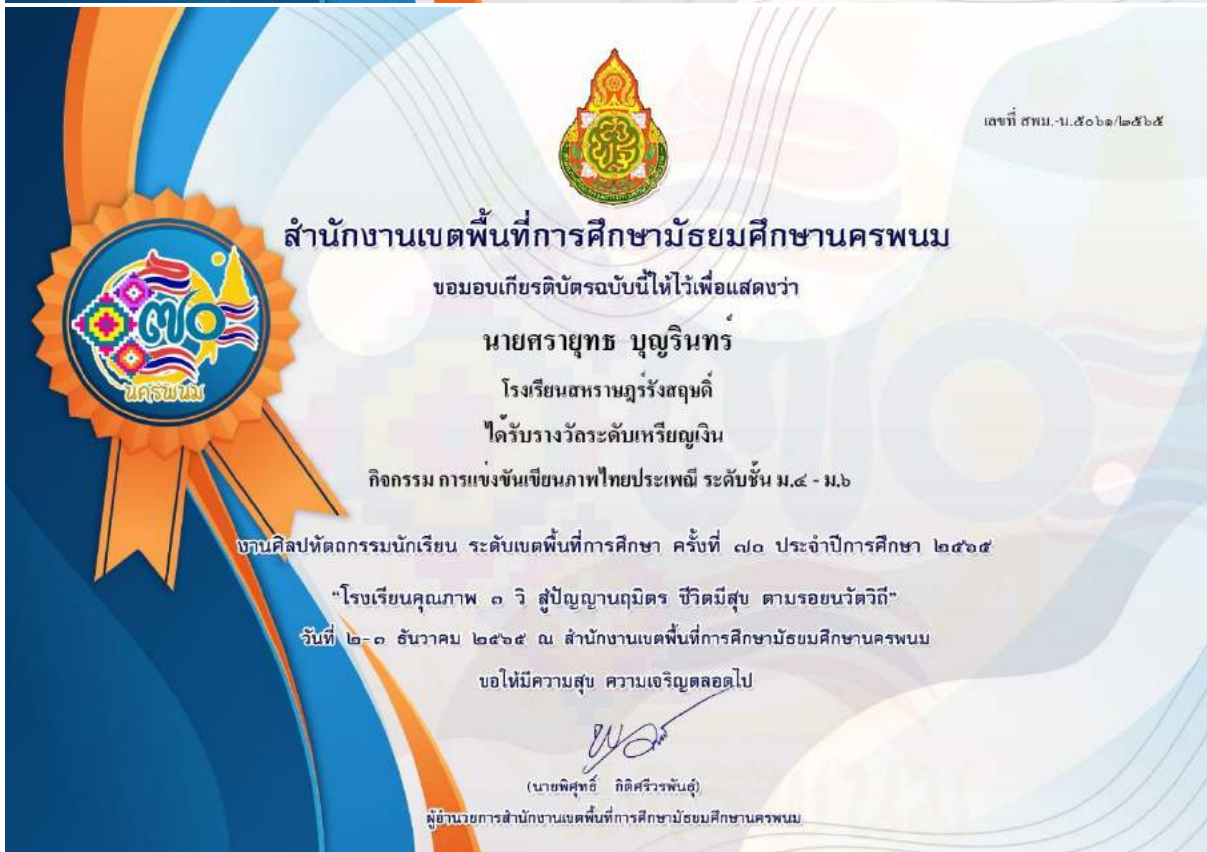 เลขที่ สพม.-น.๕๐๖๑/๒๕๖๕
สำนักงานเขตพื้นที่การศึกษามัธยมศึกษานครพนม
ขอมอบเกียรติบัตรฉบับนี้ให้ไว้เพื่อแสดงว่า
นายศรายุทธ บุญรินทร์
โรงเรียนสหราษฎร์รังสฤษดิ์
ได้รับรางวัลระดับเหรียญเงิน
กิจกรรม การแข่งขันเขียนภาพไทยประเพณี ระดับชั้น ม.๔ - ม.๖
งานศิลปหัตถกรรมนักเรียน ระดับเขตพื้นที่การศึกษา ครั้งที่ ๗๐ ประจำปีการศึกษา ๒๕๖๕
“โรงเรียนคุณภาพ ๓ วิ สู่ปัญญานฤมิตร ชีวิตมีสุข ตามรอยนวัตวิถี”
วันที่ ๒-๓ ธันวาคม ๒๕๖๕ ณ สำนักงานเขตพื้นที่การศึกษามัธยมศึกษานครพนม
ขอให้มีความสุข ความเจริญตลอดไป
(นายพิศุทธิ์ กิติศรีวรพันธุ์)
ผู้อำนวยการสำนักงานเขตพื้นที่การศึกษามัธยมศึกษานครพนม
๗๐
นครพนม